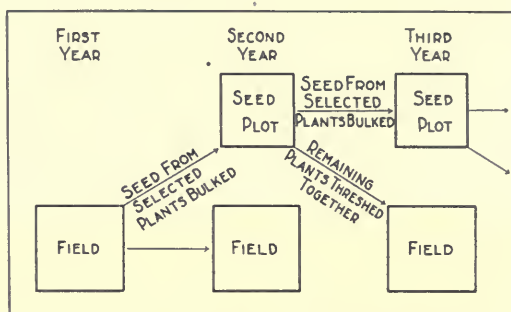 FIRST YEAR
SECOND YEAR
THIRD YEAR
SEED PLOT
SEED FROM
SELECTED
PLANTS BULKED
SEED PLOT
SEED FROM
SELECTED
PLANTS BULKED
REMAINING
PLANTS THRESHED
TOGETHER
FIELD
FIELD
FIELD